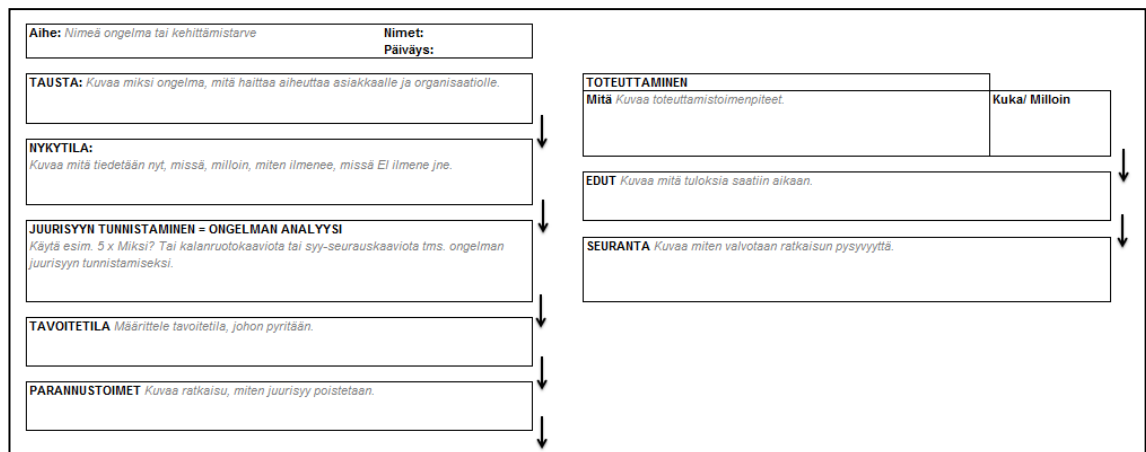 Aihe: Nimeä ongelma tai kehittämistarve Nimet:
Päiväys:
TAUSTA: Kuvaa miksi ongelma, mitä haittaa aiheuttaa asiakkaalle ja organisaatiolle.
NYKYTILA:
Kuvaa mitä tiedetään nyt, missä, milloin, miten ilmenee, missä EI ilmene jne.
JUURISYYN TUNNISTAMINEN = ONGELMAN ANALYYSI
Käytä esim. 5 x Miksi? Tai kalanruotokaaviota tai syy-seurauskaaviota tms. ongelman
juurisyyn tunnistamiseksi.
TAVOITETILA Määrittele tavoitetila, johon pyritään.
PARANNUSTOIMET Kuvaa ratkaisu, miten juurisyy poistetaan.
TOTEUTTAMINEN
Mitä Kuvaa toteuttamistoimenpiteet. Kuka/ Milloin
EDUT Kuvaa mitä tuloksia saatiin aikaan.
SEURANTA Kuvaa miten valvotaan ratkaisun pysyvyyttä.